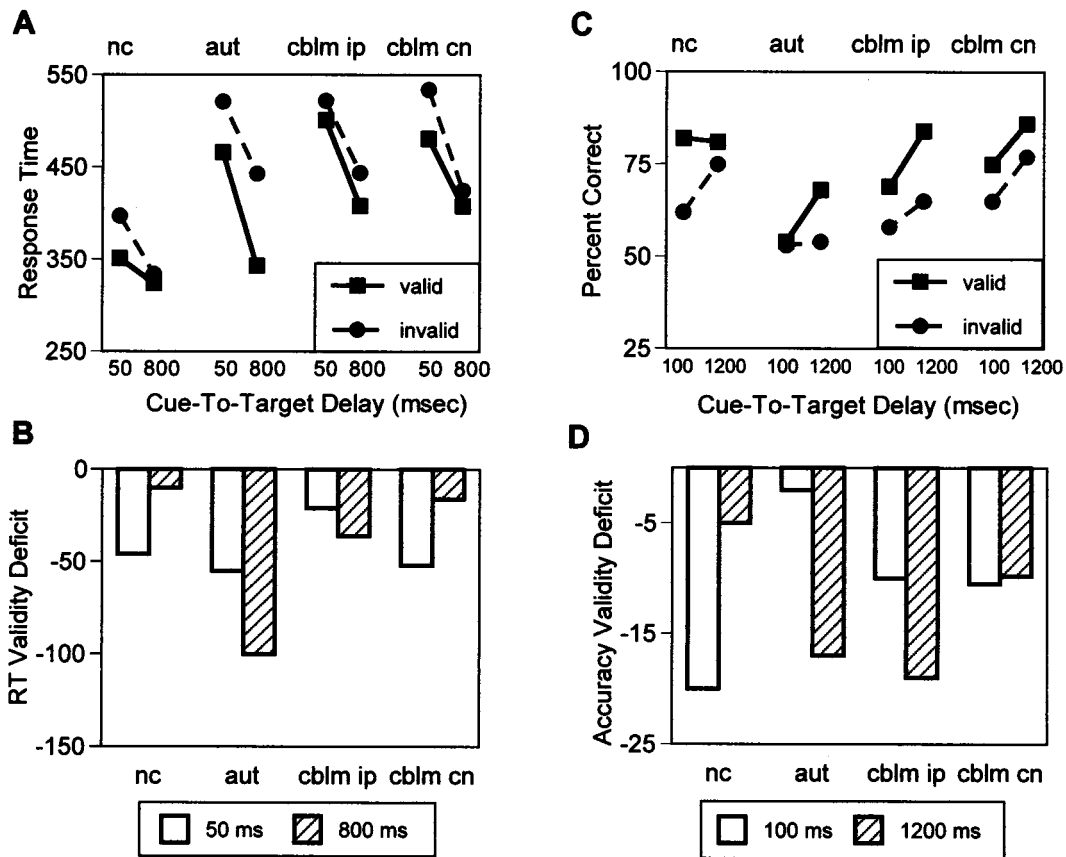 A
nc aut cblm ip cblm cn
550
450
350
250
Response Time
valid
invalid
50 800 50 800 50 800 50 800
Cue-To-Target Delay (msec)
B
0
-50
-100
-150
RT Validity Deficit
nc aut cblm ip cblm cn
50 ms 800 ms
C
nc aut cblm ip cblm cn
100
75
50
25
Percent Correct
valid
invalid
100 1200 100 1200 100 1200 100 1200
Cue-To-Target Delay (msec)
D
-5
-15
-25
Accuracy Validity Deficit
nc aut cblm ip cblm cn
100 ms 1200 ms